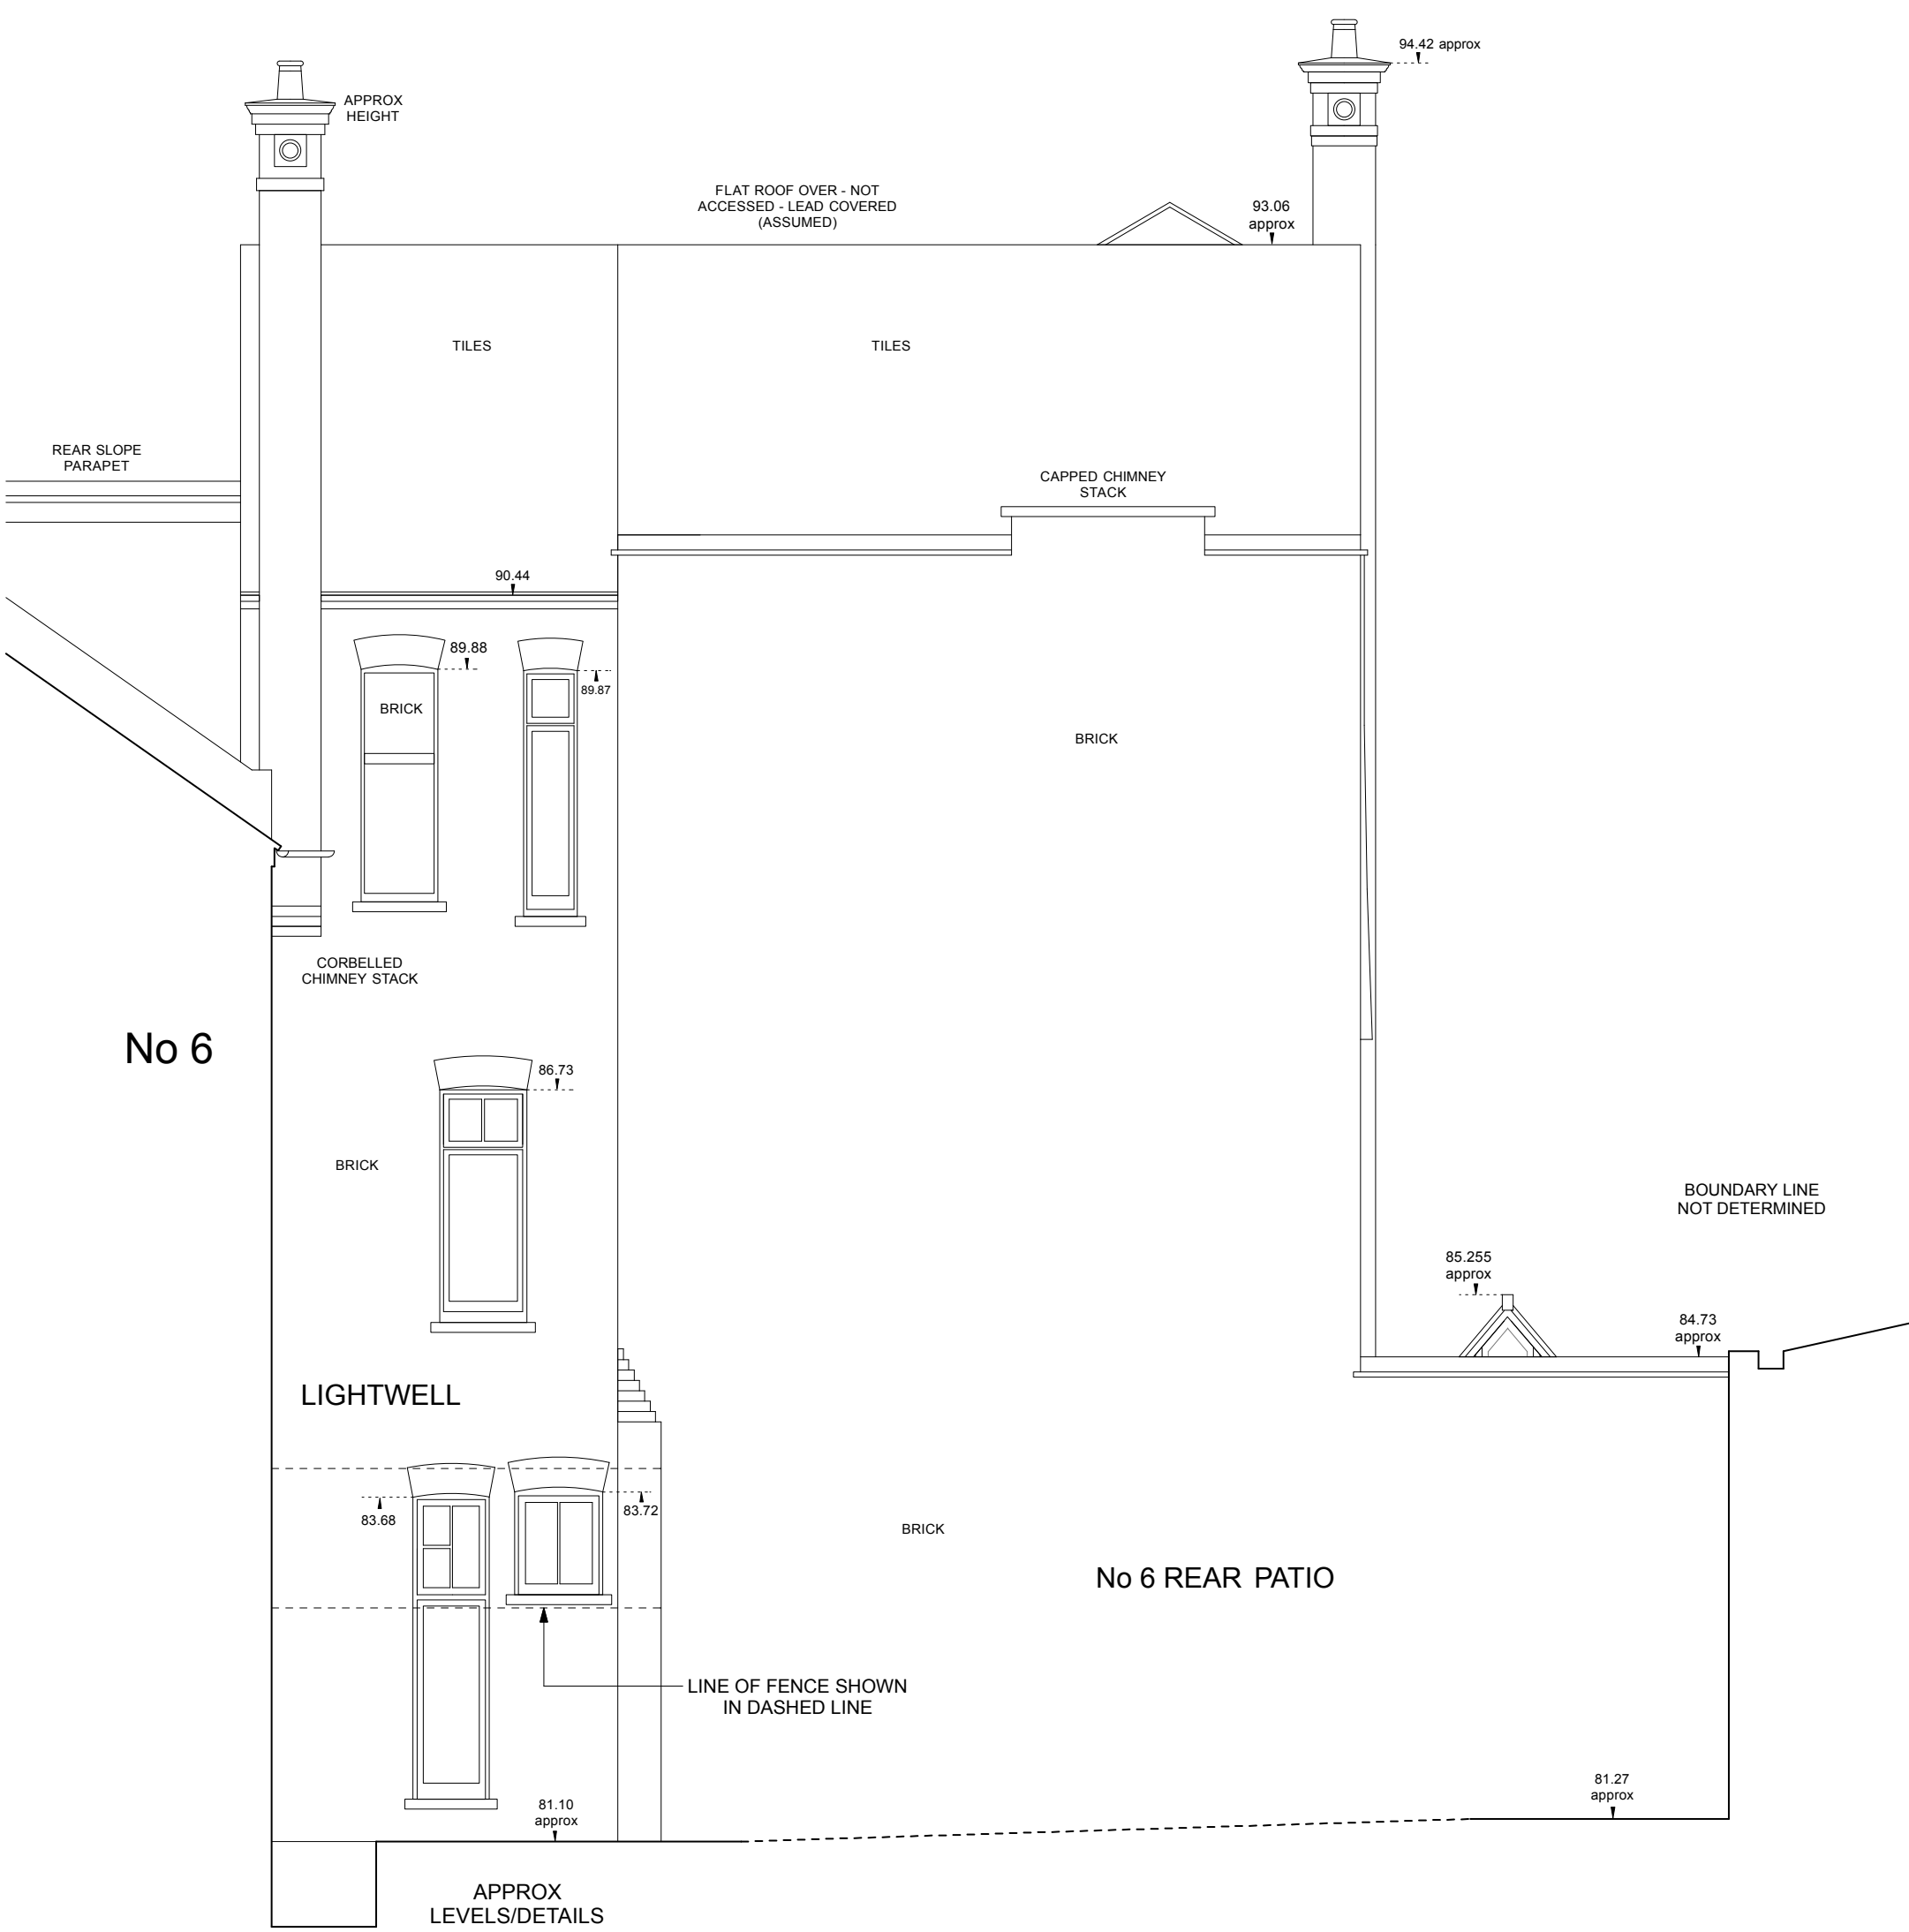 94.42 approx
APPROX
HEIGHT
FLAT ROOF OVER - NOT
ACCESSED - LEAD COVERED
(ASSUMED)
93.06
approx
TILES
TILES
REAR SLOPE
PARAPET
CAPPED CHIMNEY
STACK
90.44
89.88
89.87
BRICK
BRICK
CORBELLED
CHIMNEY STACK
No 6
86.73
BRICK
BOUNDARY LINE
NOT DETERMINED
85.255
approx
84.73
approx
LIGHTWELL
83.68
83.72
BRICK
No 6 REAR PATIO
LINE OF FENCE SHOWN
IN DASHED LINE
81.27
approx
81.10
approx
APPROX
LEVELS/DETAILS